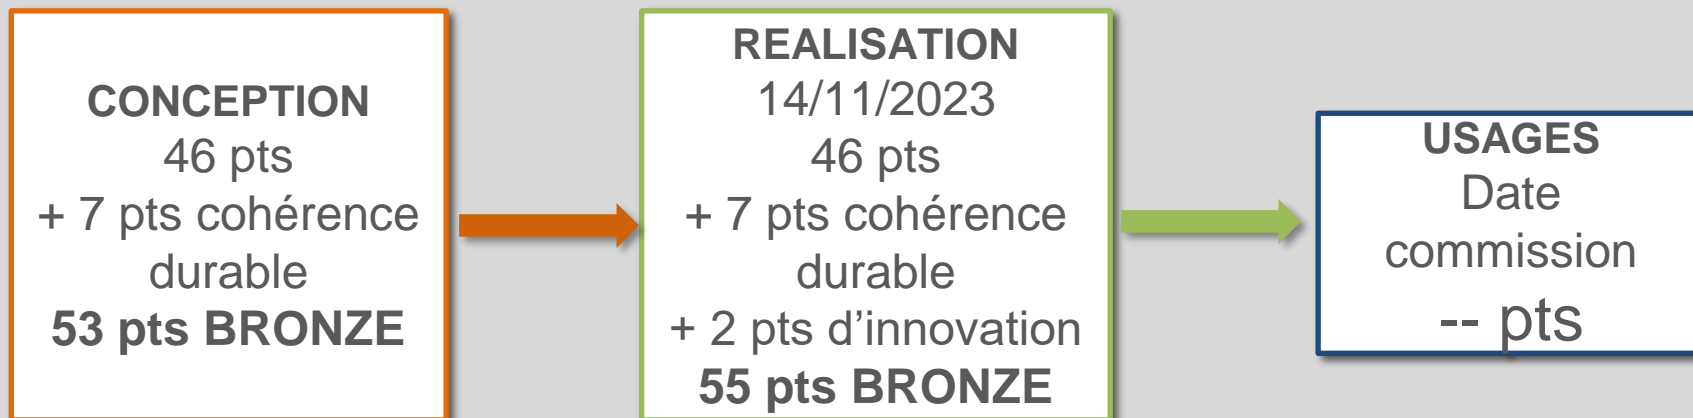 CONCEPTION
46 pts
+ 7 pts cohérence
durable
53 pts BRONZE
REALISATION
14/11/2023
46 pts
+ 7 pts cohérence
durable
+ 2 pts d’innovation
55 pts BRONZE
USAGES
Date
commission
-- pts